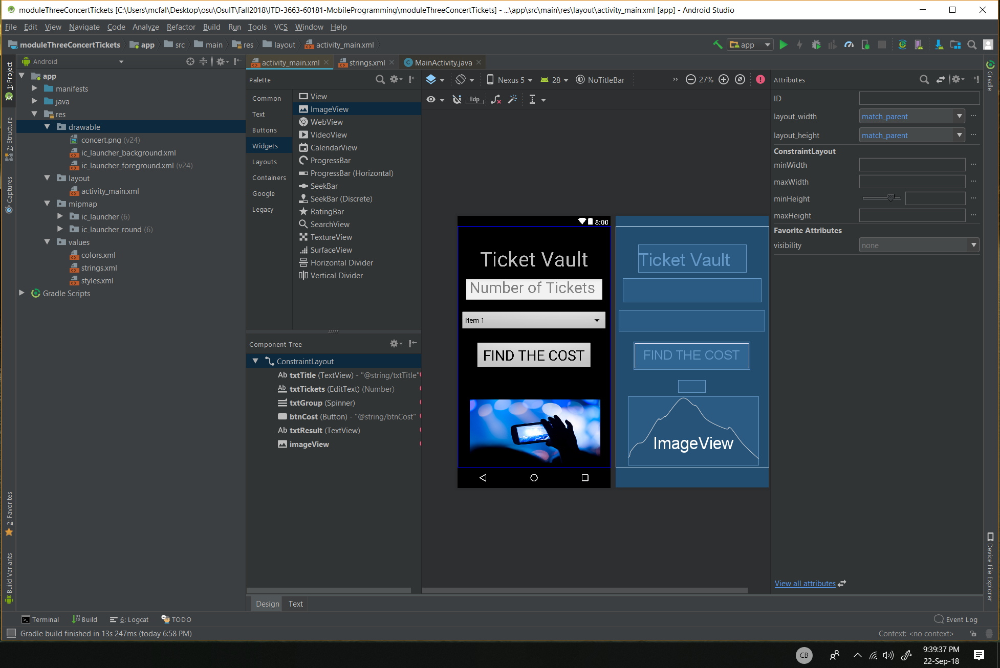 moduleThreeConcertTickets [C:\Users\mcfal\Desktop\osu\OsuIT\Fall2018\ITD-3663-60181-MobileProgramming\moduleThreeConcertTickets] - ...\app\src\main\res\layout\activity_main.xml [app] - Android Studio
File Edit View Navigate Code Analyze Refactor Build Run Tools VCS Window Help
moduleThreeConcertTickets app src main res layout activity_main.xml
app
Android
activity_main.xml strings.xml MainActivity.java
1: Project
7: Structure
Captures
2: Favorites
Build Variants
app
manifests
java
res
drawable
concert.png (v24)
ic_launcher_background.xml
ic_launcher_foreground.xml (v24)
layout
activity_main.xml
mipmap
ic_launcher (6)
ic_launcher_round (6)
values
colors.xml
strings.xml
styles.xml
Gradle Scripts
Palette
Common
Text
Buttons
Widgets
Layouts
Containers
Google
Legacy
View
ImageView
WebView
VideoView
CalendarView
ProgressBar
ProgressBar (Horizontal)
SeekBar
SeekBar (Discrete)
RatingBar
SearchView
TextureView
SurfaceView
Horizontal Divider
Vertical Divider
Component Tree
ConstraintLayout
Ab txtTitle (TextView) - "@string/txtTitle"
Ab txtTickets (EditText) (Number)
txtGroup (Spinner)
btnCost (Button) - "@string/btnCost"
Ab txtResult (TextView)
imageView
Nexus 5 28 NoTitleBar » 27%
8dp
8:00
Ticket Vault
Number of Tickets
Item 1
FIND THE COST
Ticket Vault
FIND THE COST
ImageView
Attributes
ID
layout_width match_parent
layout_height match_parent
ConstraintLayout
minWidth
maxWidth
minHeight
maxHeight
Favorite Attributes
visibility none
View all attributes
Gradle
Device File Explorer
Design Text
Terminal Build 6: Logcat TODO Event Log
Gradle build finished in 13s 247ms (today 6:58 PM) Context: <no context>
CB
9:39:37 PM
22-Sep-18